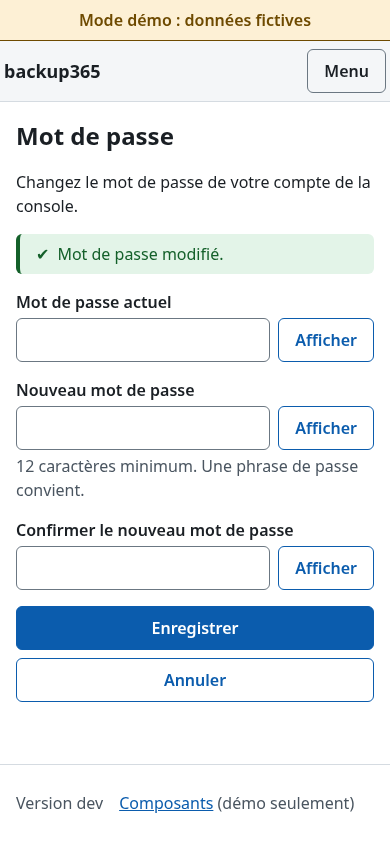 Mode démo : données fictives
backup365 Menu
Mot de passe
Changez le mot de passe de votre compte de la
console.
✔ Mot de passe modifié.
Mot de passe actuel
Afficher
Nouveau mot de passe
Afficher
12 caractères minimum. Une phrase de passe
convient.
Confirmer le nouveau mot de passe
Afficher
Enregistrer
Annuler
Version dev Composants (démo seulement)